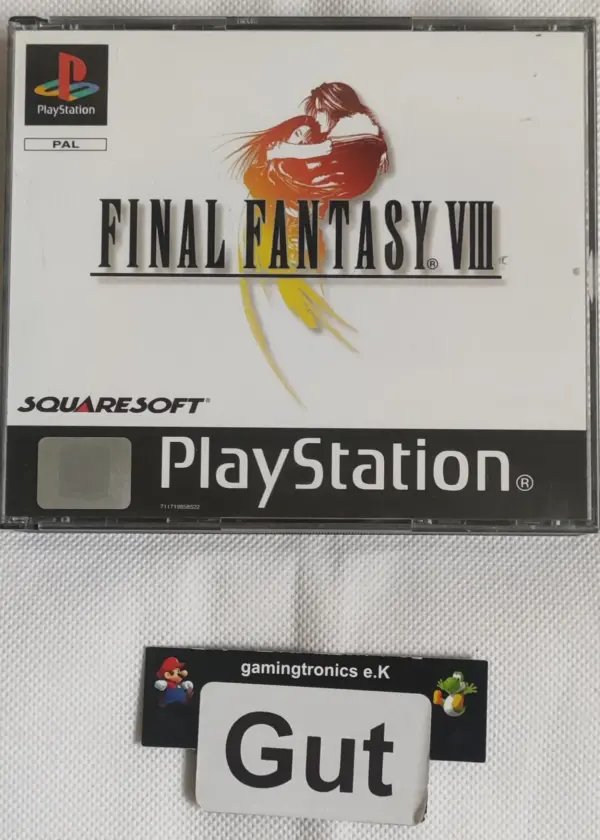 PlayStation
PAL
FINAL FANTASY® VIII
SQUARESOFT®
PlayStation®
gamingtronics e.K
Gut